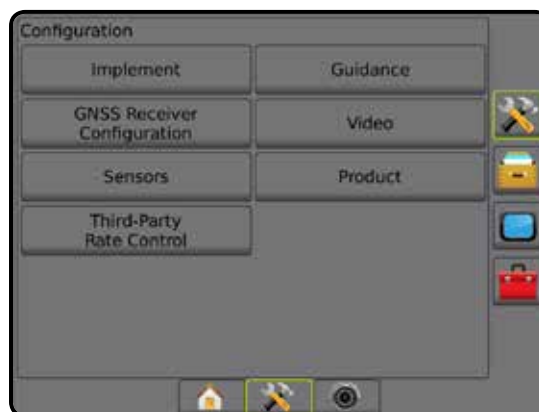 Configuration
Implement
Guidance
GNSS Receiver
Configuration
Video
Sensors
Product
Third-Party
Rate Control